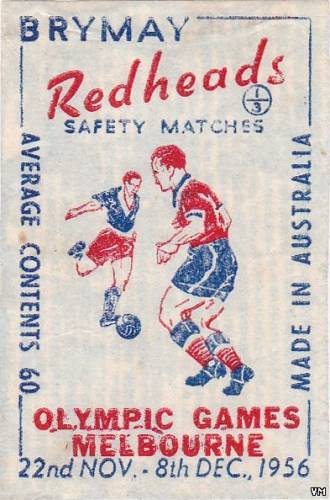 BRYMAY
Redheads
1/3
SAFETY MATCHES
AVERAGE CONTENTS 60
MADE IN AUSTRALIA
OLYMPIC GAMES
MELBOURNE
22nd NOV. - 8th DEC., 1956
VM